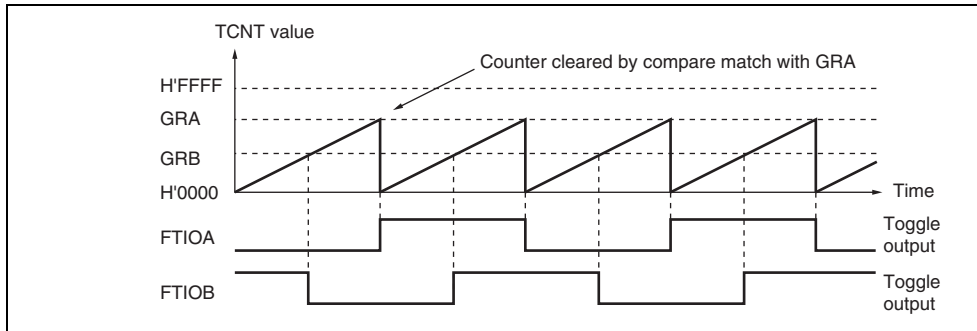 TCNT value
Counter cleared by compare match with GRA
H'FFFF
GRA
GRB
H'0000
Time
FTIOA
Toggle
output
FTIOB
Toggle
output